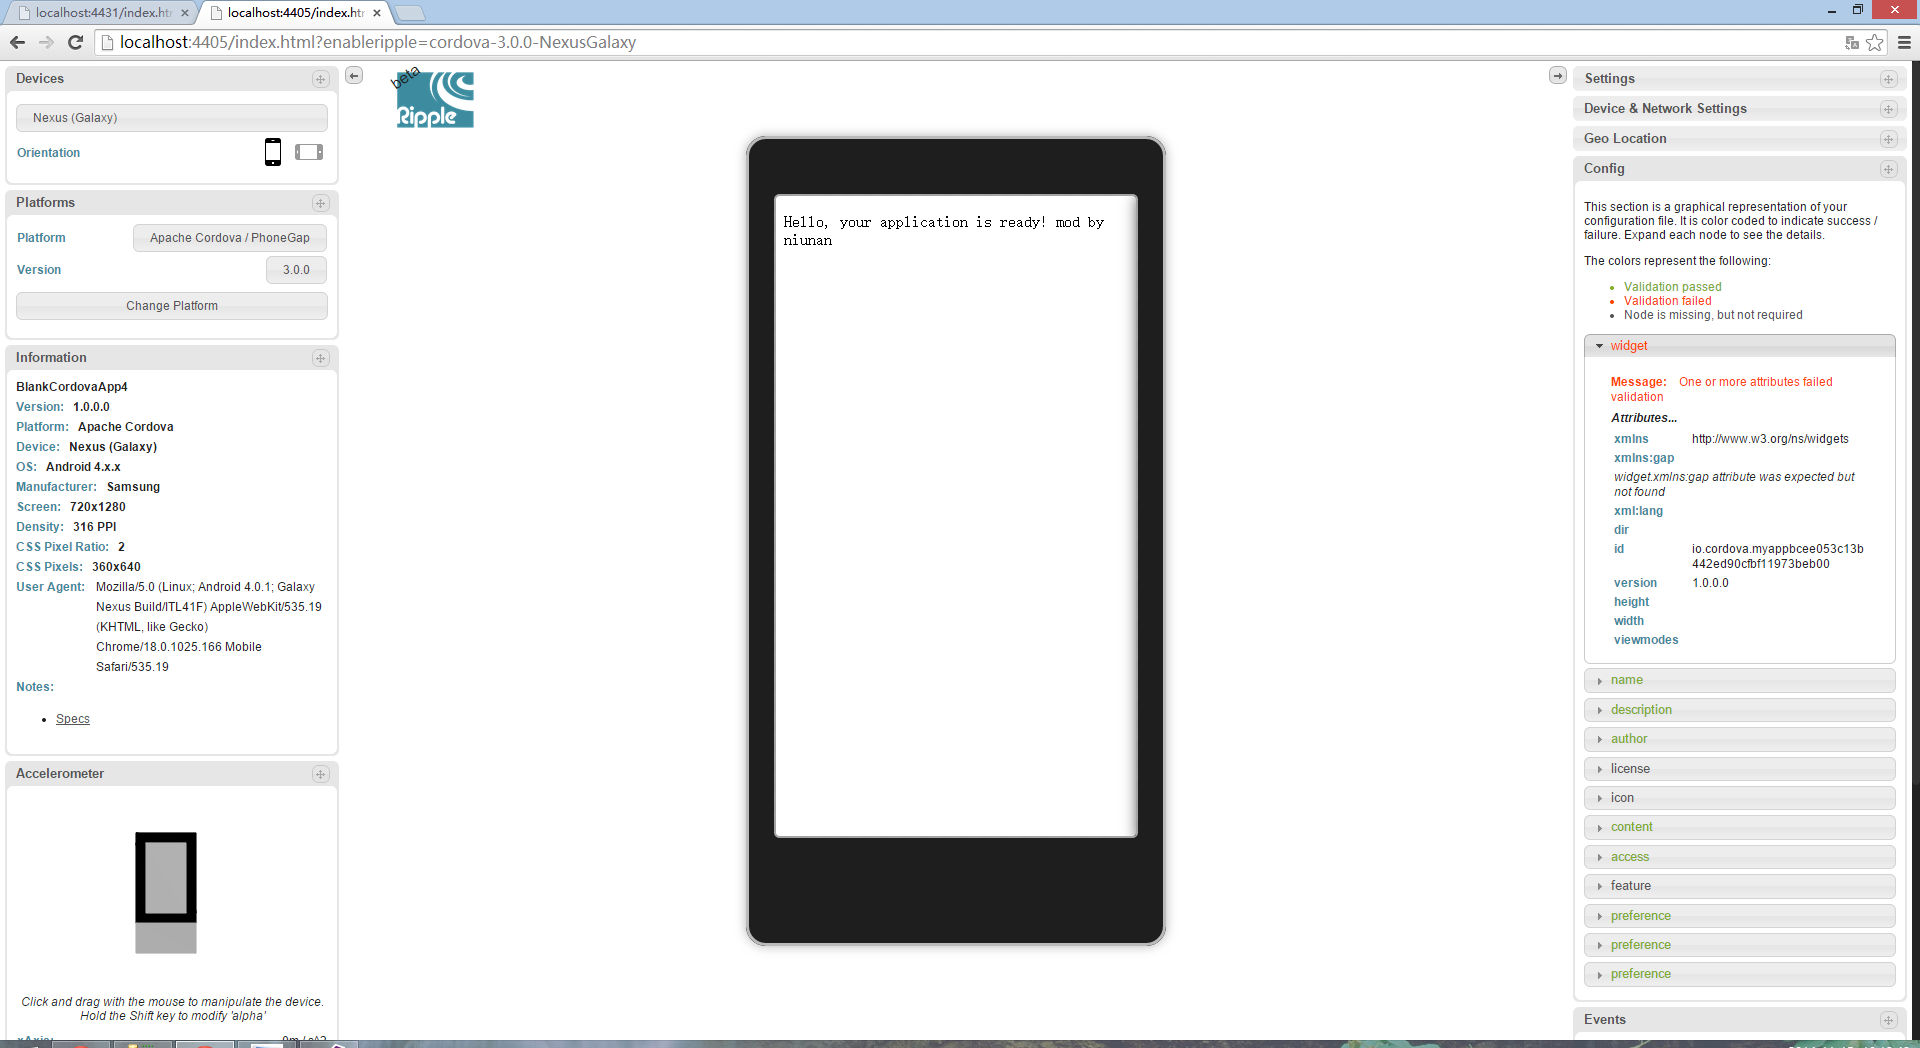 localhost:4431/index.ht
localhost:4405/index.ht
localhost:4405/index.html?enableripple=cordova-3.0.0-NexusGalaxy
Devices
Nexus (Galaxy)
Orientation
Platforms
Platform
Apache Cordova / PhoneGap
Version
3.0.0
Change Platform
Information
BlankCordovaApp4
Version: 1.0.0.0
Platform: Apache Cordova
Device: Nexus (Galaxy)
OS: Android 4.x.x
Manufacturer: Samsung
Screen: 720x1280
Density: 316 PPI
CSS Pixel Ratio: 2
CSS Pixels: 360x640
User Agent: Mozilla/5.0 (Linux; Android 4.0.1; Galaxy
Nexus Build/ITL41F) AppleWebKit/535.19
(KHTML, like Gecko)
Chrome/18.0.1025.166 Mobile
Safari/535.19
Notes:
Specs
Accelerometer
Click and drag with the mouse to manipulate the device.
Hold the Shift key to modify 'alpha'
beta
Ripple
Hello, your application is ready! mod by
niunan
Settings
Device & Network Settings
Geo Location
Config
This section is a graphical representation of your
configuration file. It is color coded to indicate success /
failure. Expand each node to see the details.
The colors represent the following:
Validation passed
Validation failed
Node is missing, but not required
widget
Message: One or more attributes failed
validation
Attributes...
xmlns http://www.w3.org/ns/widgets
xmlns:gap
widget.xmlns:gap attribute was expected but
not found
xml:lang
dir
id io.cordova.myappbcee053c13b
442ed90cfbf11973beb00
version 1.0.0.0
height
width
viewmodes
name
description
author
license
icon
content
access
feature
preference
preference
preference
Events